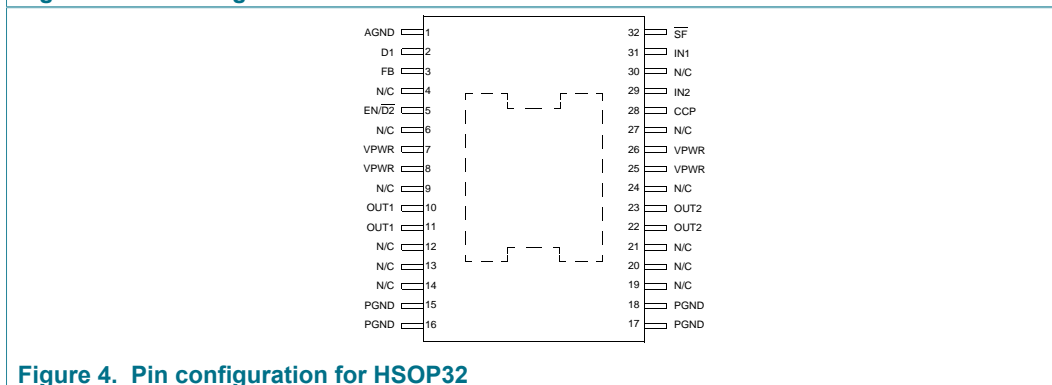 AGND 1
D1 2
FB 3
N/C 4
EN/D2 5
N/C 6
VPWR 7
VPWR 8
N/C 9
OUT1 10
OUT1 11
N/C 12
N/C 13
N/C 14
PGND 15
PGND 16
32 SF
31 IN1
30 N/C
29 IN2
28 CCP
27 N/C
26 VPWR
25 VPWR
24 N/C
23 OUT2
22 OUT2
21 N/C
20 N/C
19 N/C
18 PGND
17 PGND
Figure 4. Pin configuration for HSOP32